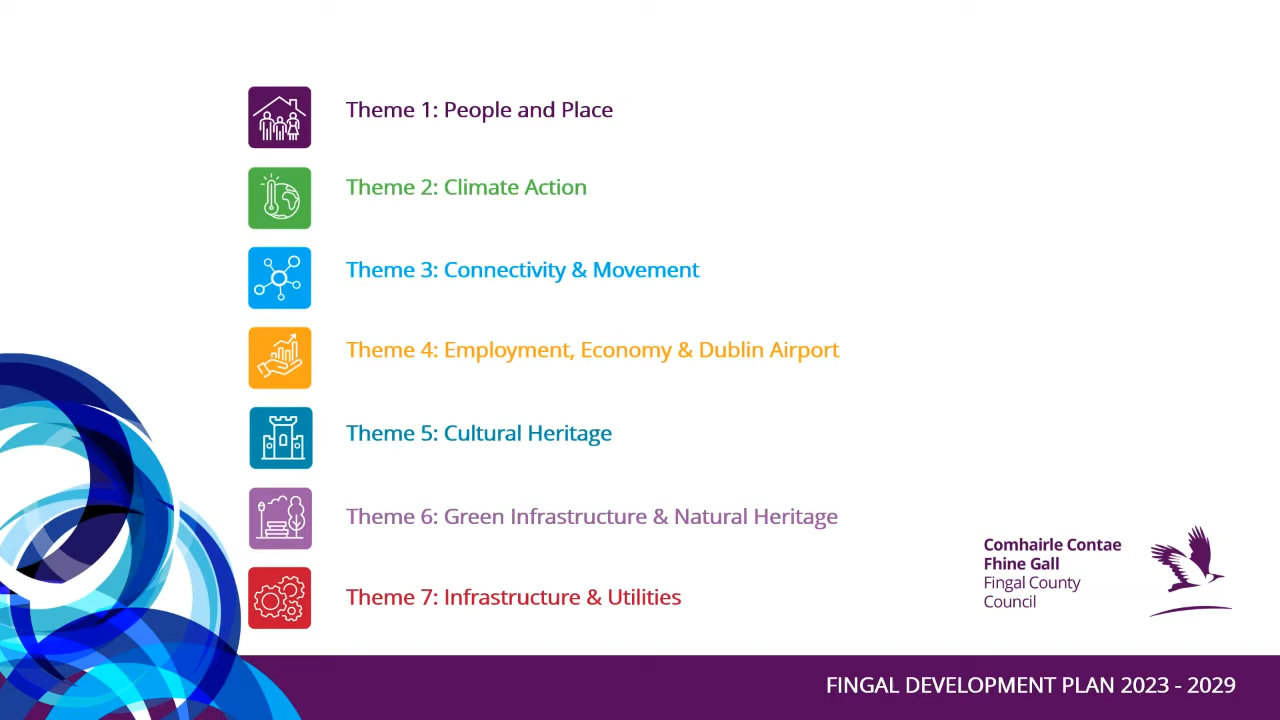 Theme 1: People and Place
Theme 2: Climate Action
Theme 3: Connectivity & Movement
Theme 4: Employment, Economy & Dublin Airport
Theme 5: Cultural Heritage
Theme 6: Green Infrastructure & Natural Heritage
Theme 7: Infrastructure & Utilities
Comhairle Contae
Fhine Gall
Fingal County
Council
FINGAL DEVELOPMENT PLAN 2023 - 2029